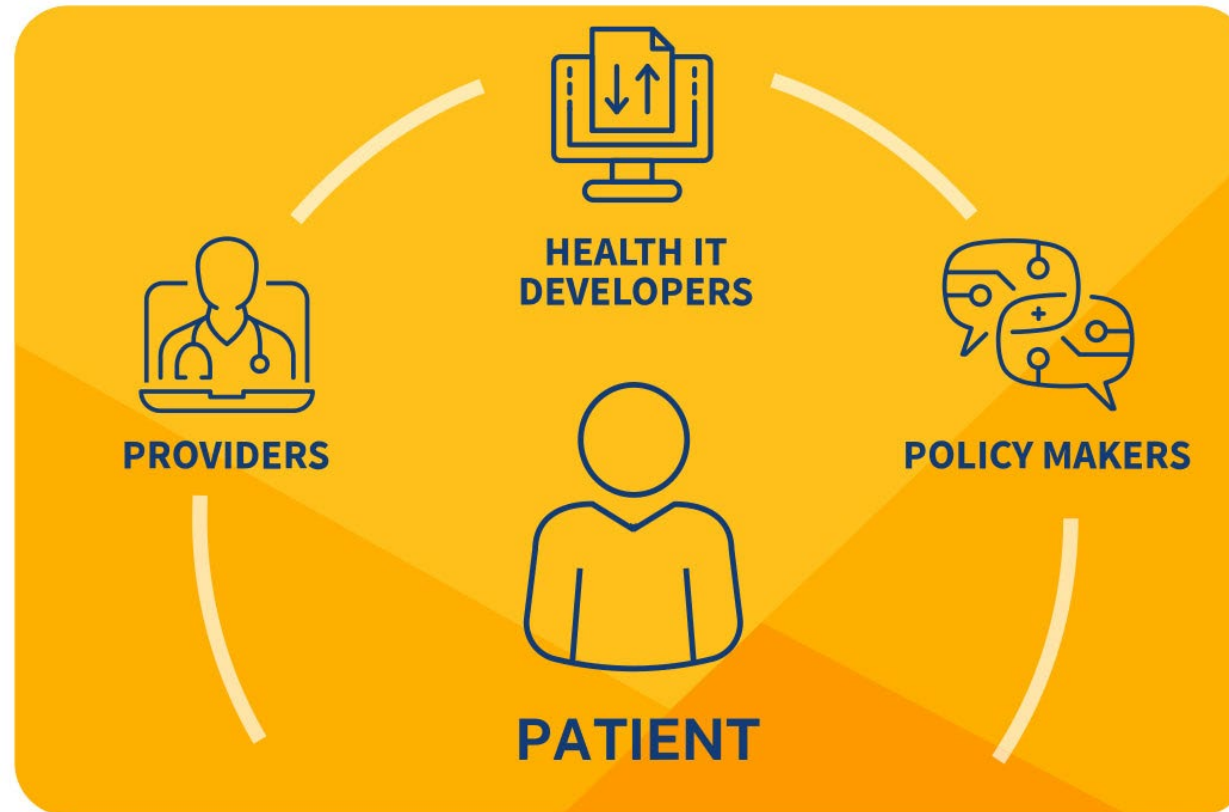 HEALTH IT
DEVELOPERS
PROVIDERS
POLICY MAKERS
PATIENT